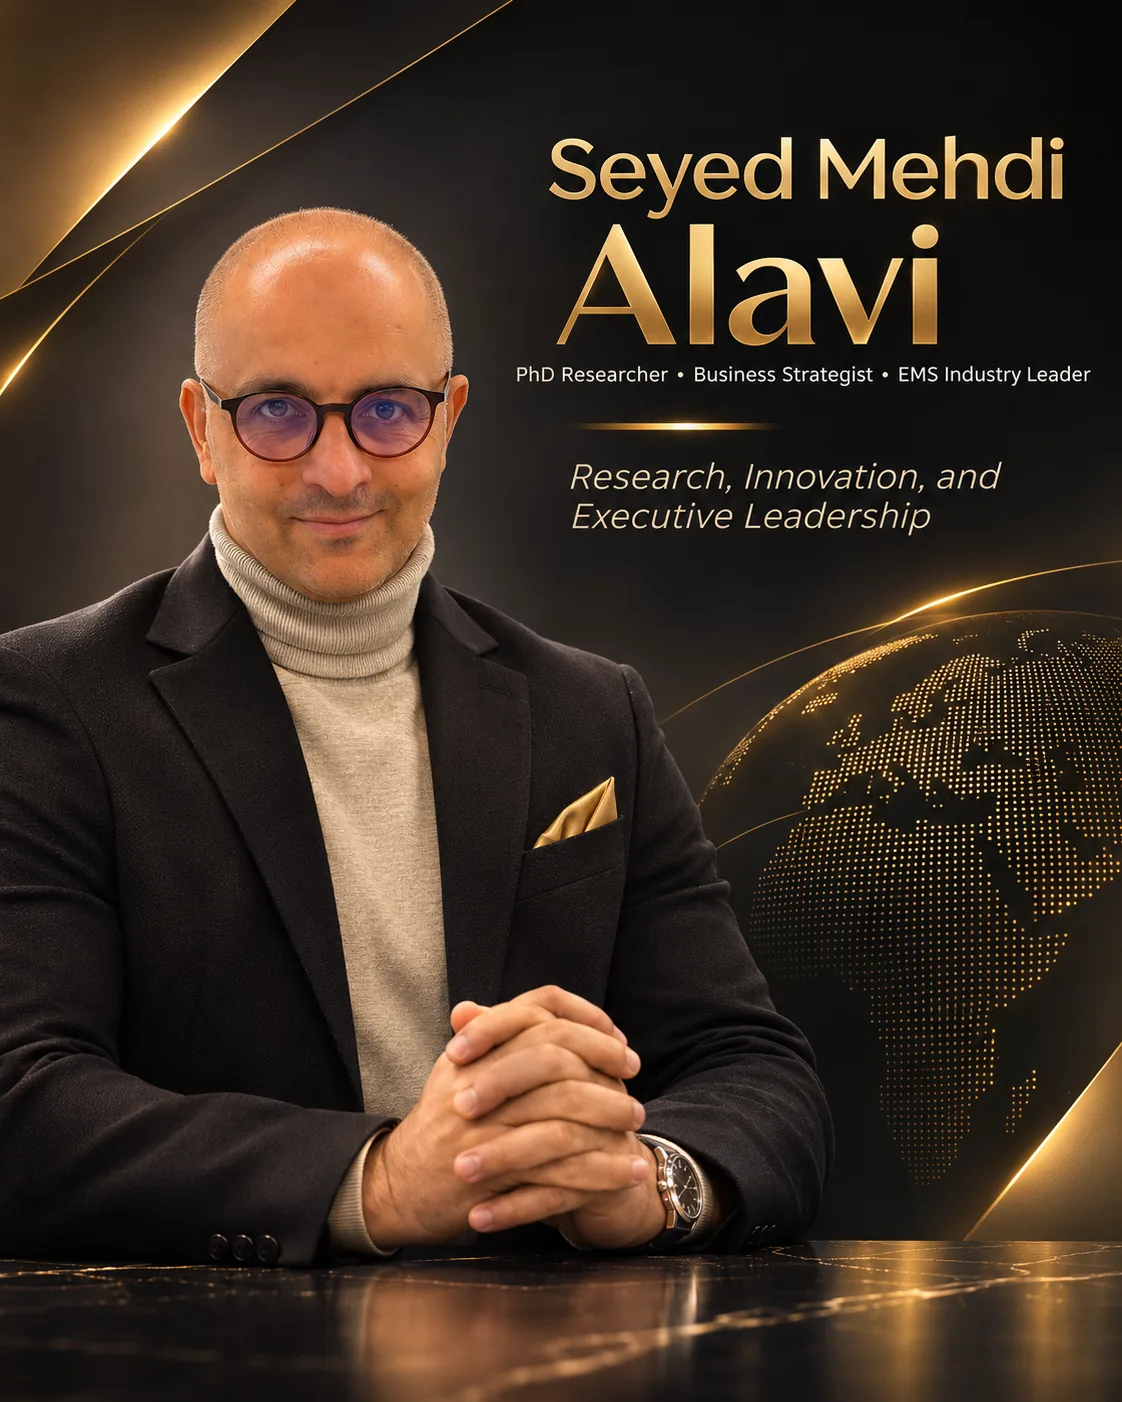 Seyed Mehdi
Alavi
PhD Researcher • Business Strategist • EMS Industry Leader
Research, Innovation, and
Executive Leadership